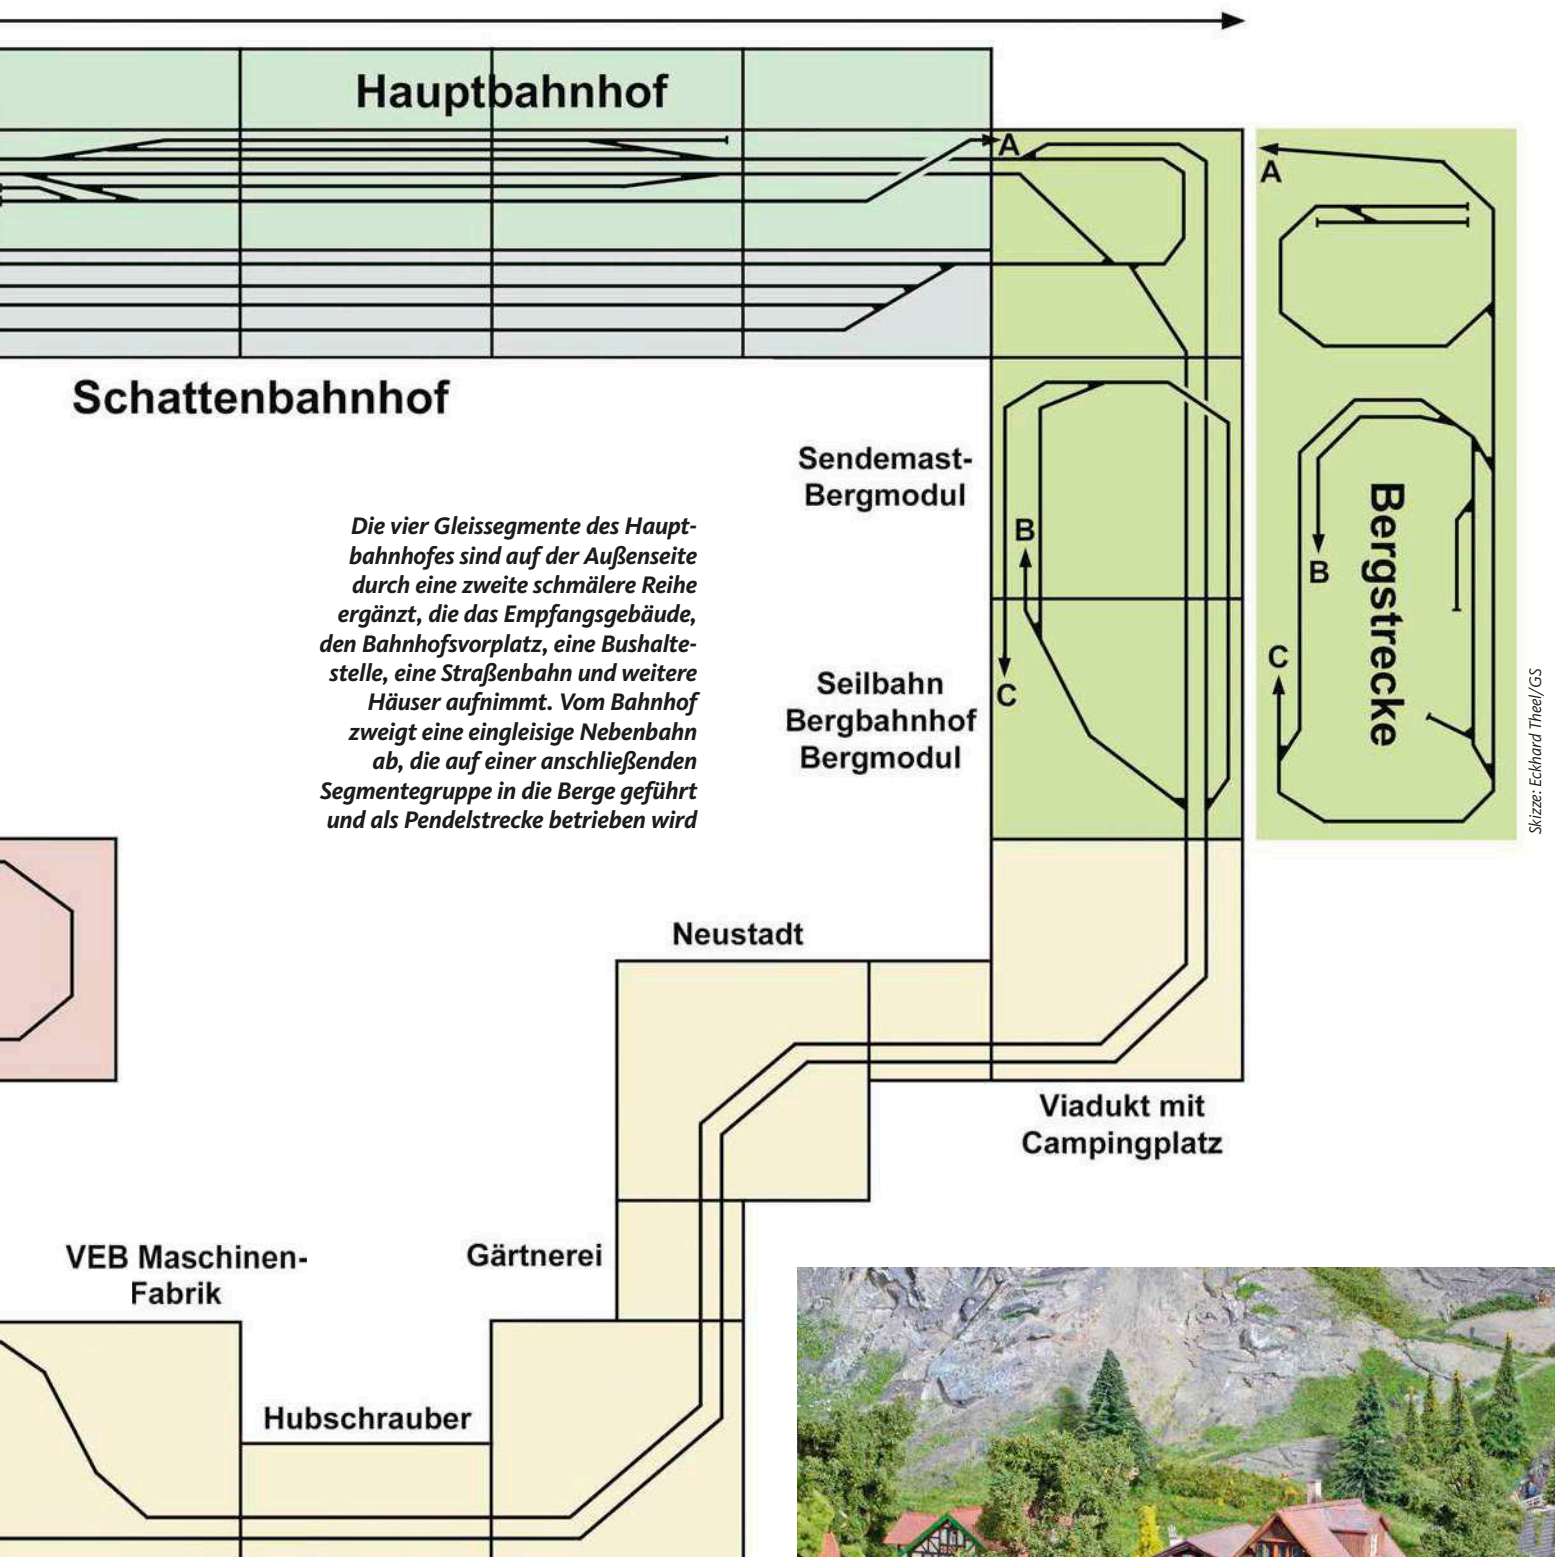 Hauptbahnhof
A
A
Schattenbahnhof
Sendemast-
Bergmodul
Die vier Gleissegmente des Haupt-
bahnhofes sind auf der Außenseite
durch eine zweite schmälere Reihe
ergänzt, die das Empfangsgebäude,
den Bahnhofsvorplatz, eine Bushalte-
stelle, eine Straßenbahn und weitere
Häuser aufnimmt. Vom Bahnhof
zweigt eine eingleisige Nebenbahn
ab, die auf einer anschließenden
Segmentegruppe in die Berge geführt
und als Pendelstrecke betrieben wird
B
B
Bergstrecke
C
C
Seilbahn
Bergbahnhof
Bergmodul
Skizze: Eckhard Theel/GS
Neustadt
Viadukt mit
Campingplatz
VEB Maschinen-
Fabrik
Gärtnerei
Hubschrauber